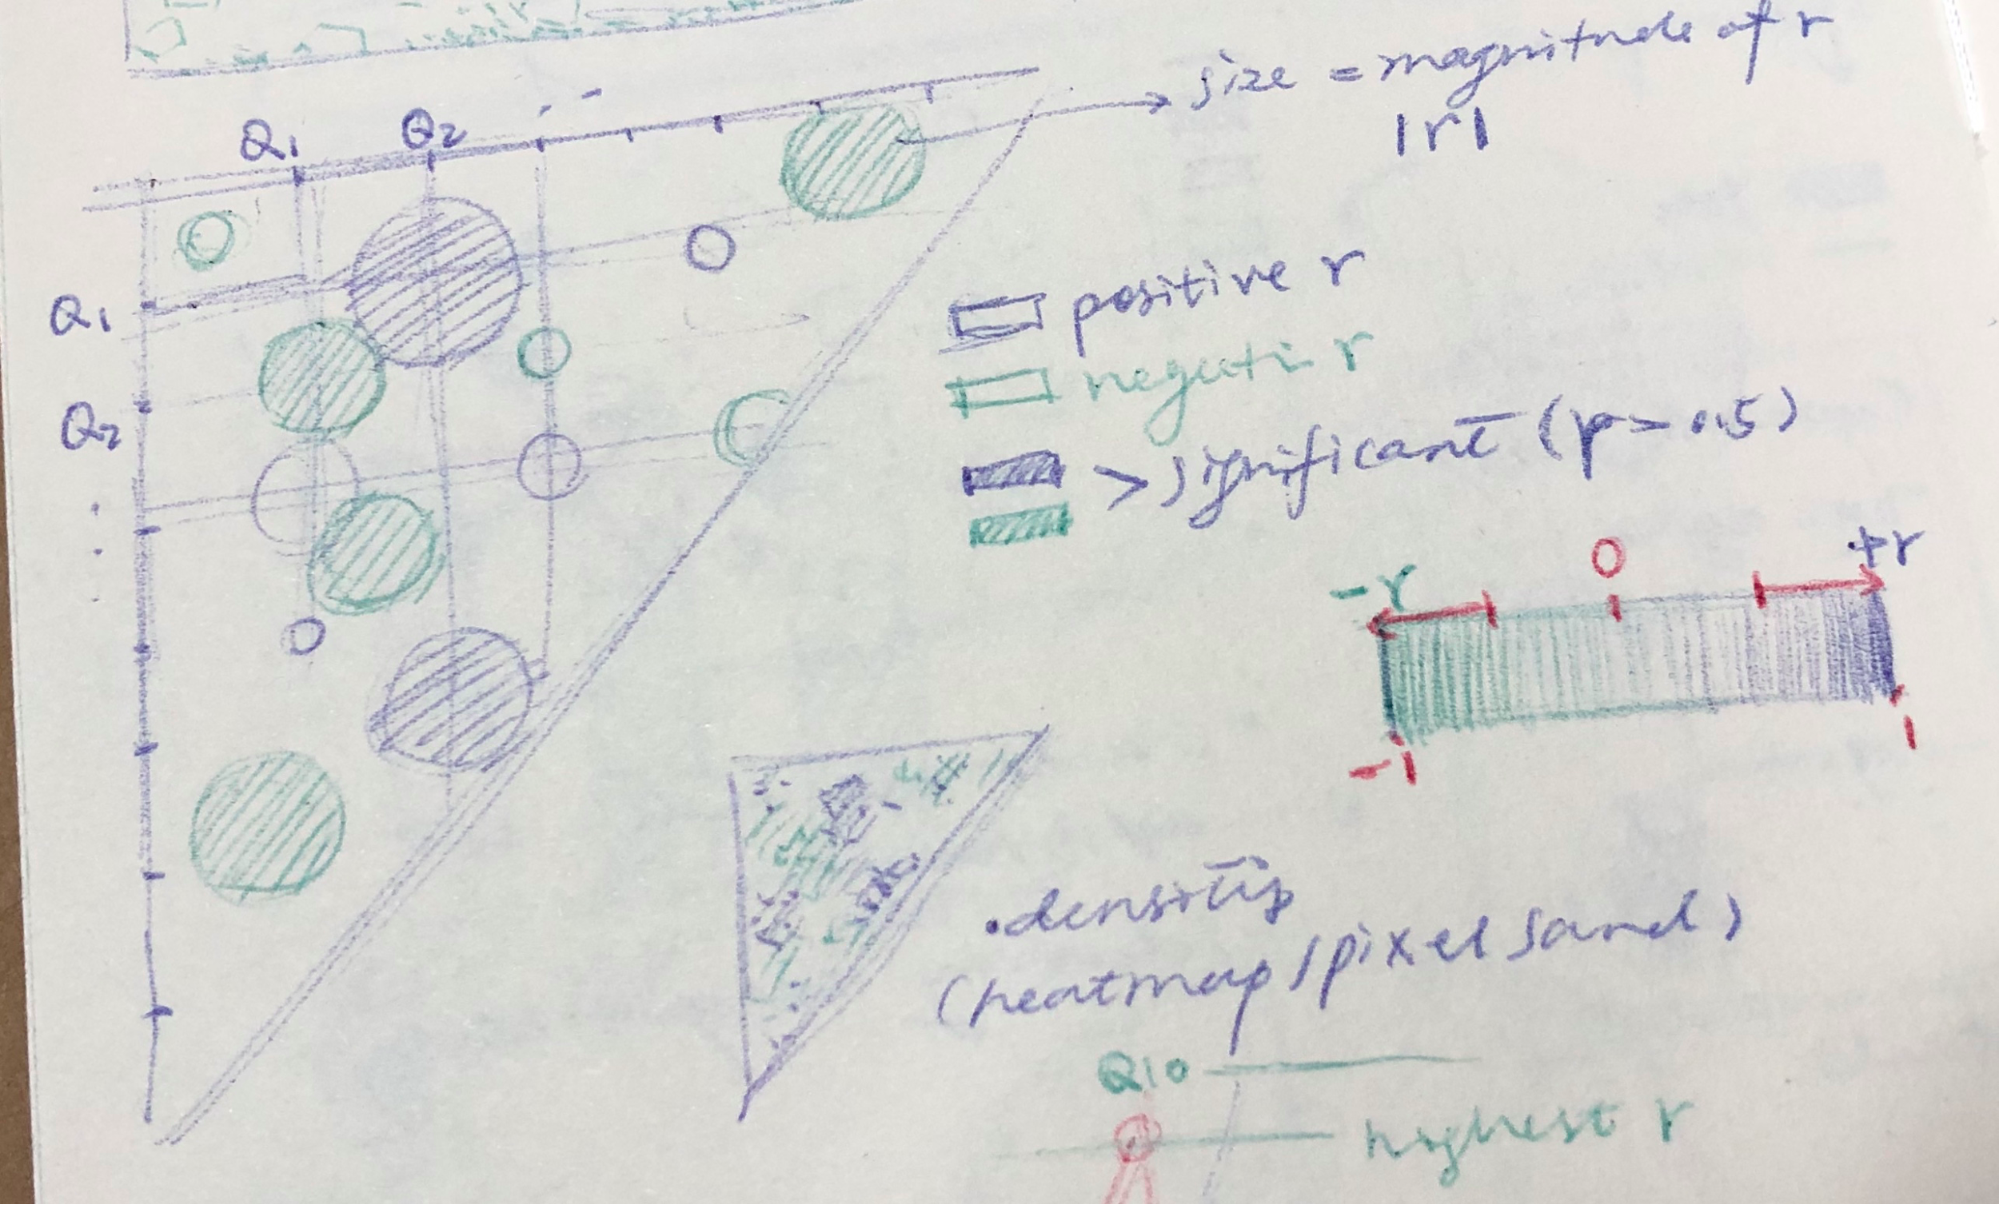 size = magnitude of r
|r|
Q1 Q2 . - -
Q1
Q2
positive r
negati r
> significant (p > 0.5)
-r 0 +r
-1 1
. density
(heatmap / pixel sand)
Q10
highest r